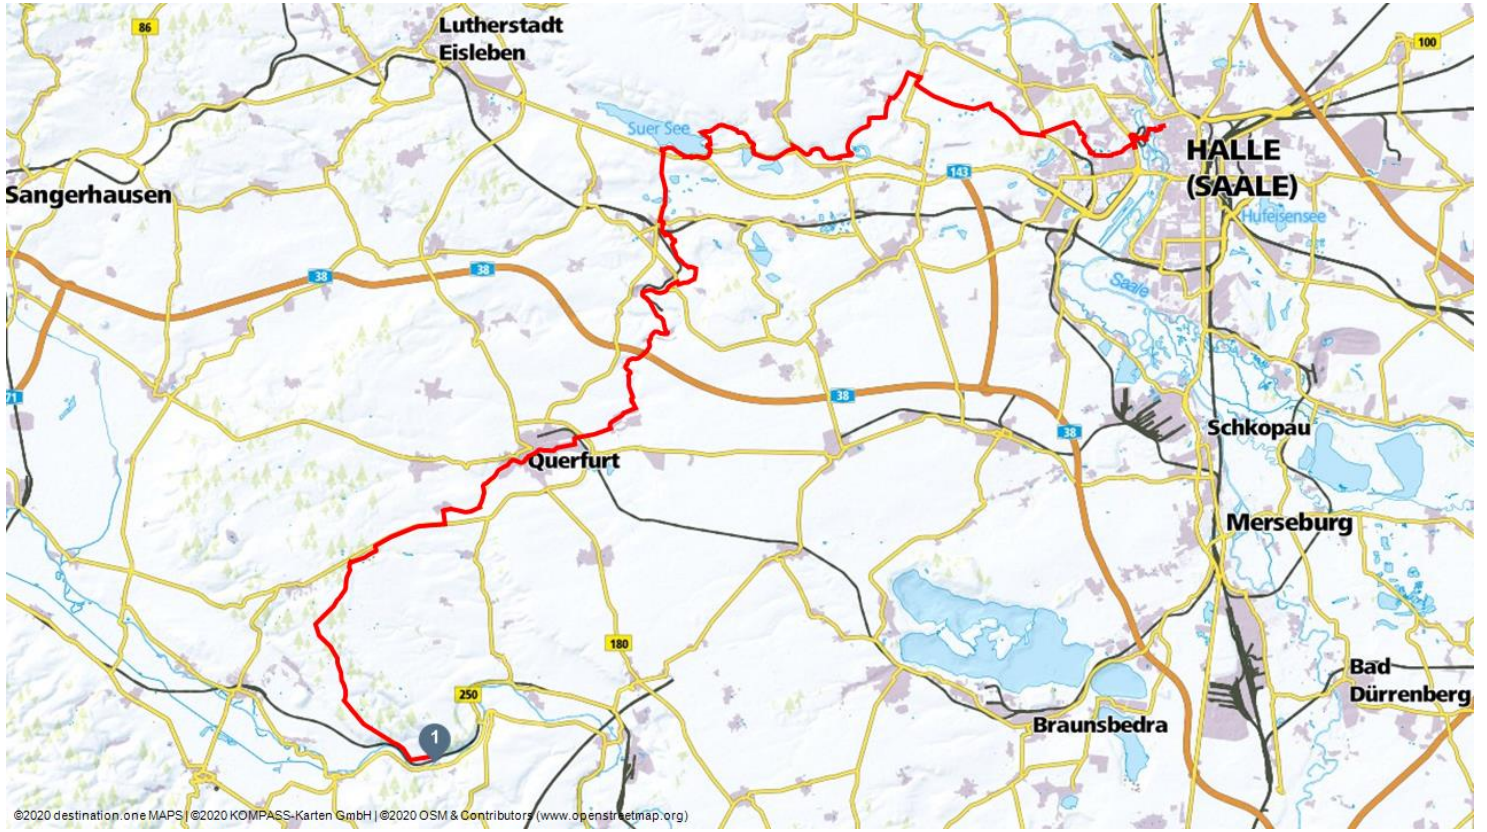 86
Lutherstadt
Eisleben
100
Suer See
HALLE
(SAALE)
143
Sangerhausen
Hufeisensee
38
38
Saale
71
38
38
Schkopau
Querfurt
Merseburg
180
Bad
Dürrenberg
250
Braunsbedra
1
©2020 destination.one MAPS | ©2020 KOMPASS-Karten GmbH | ©2020 OSM & Contributors (www.openstreetmap.org)